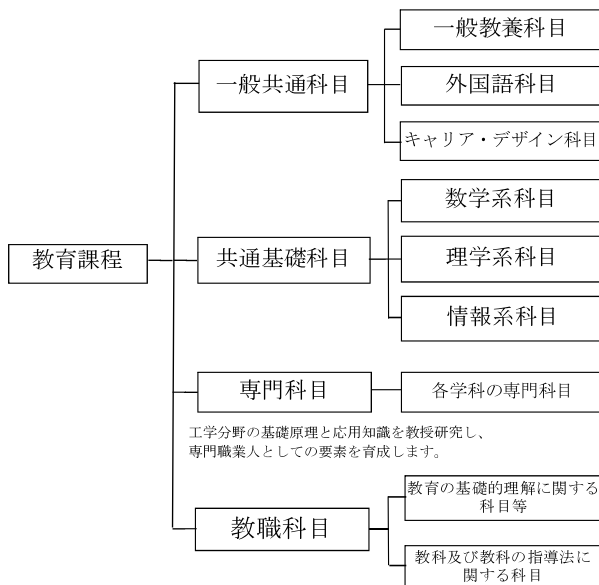 一般教養科目
一般共通科目
外国語科目
キャリア・デザイン科目
数学系科目
教育課程
共通基礎科目
理学系科目
情報系科目
専門科目
各学科の専門科目
工学分野の基礎原理と応用知識を教授研究し、
専門職業人としての要素を育成します。
教職科目
教育の基礎的理解に関する
科目等
教科及び教科の指導法に
関する科目